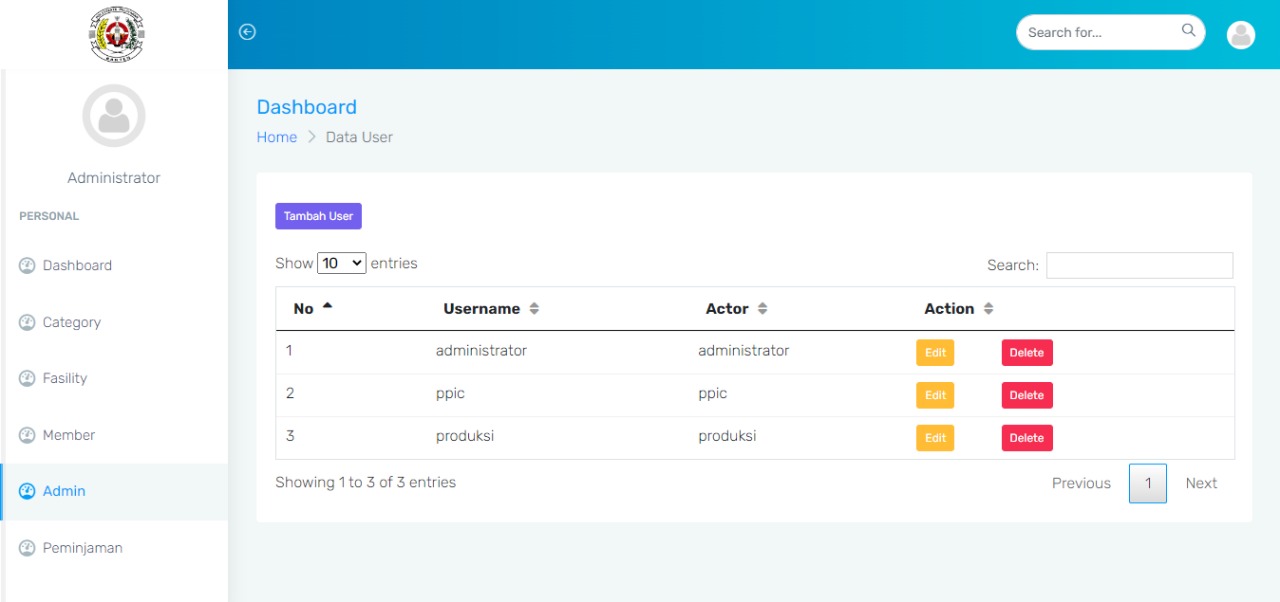 BANTEN
Search for...
Administrator
PERSONAL
Dashboard
Category
Fasility
Member
Admin
Peminjaman
Dashboard
Home > Data User
Tambah User
Show 10 entries
Search:
No Username Actor Action
1 administrator administrator Edit Delete
2 ppic ppic Edit Delete
3 produksi produksi Edit Delete
Showing 1 to 3 of 3 entries
Previous 1 Next